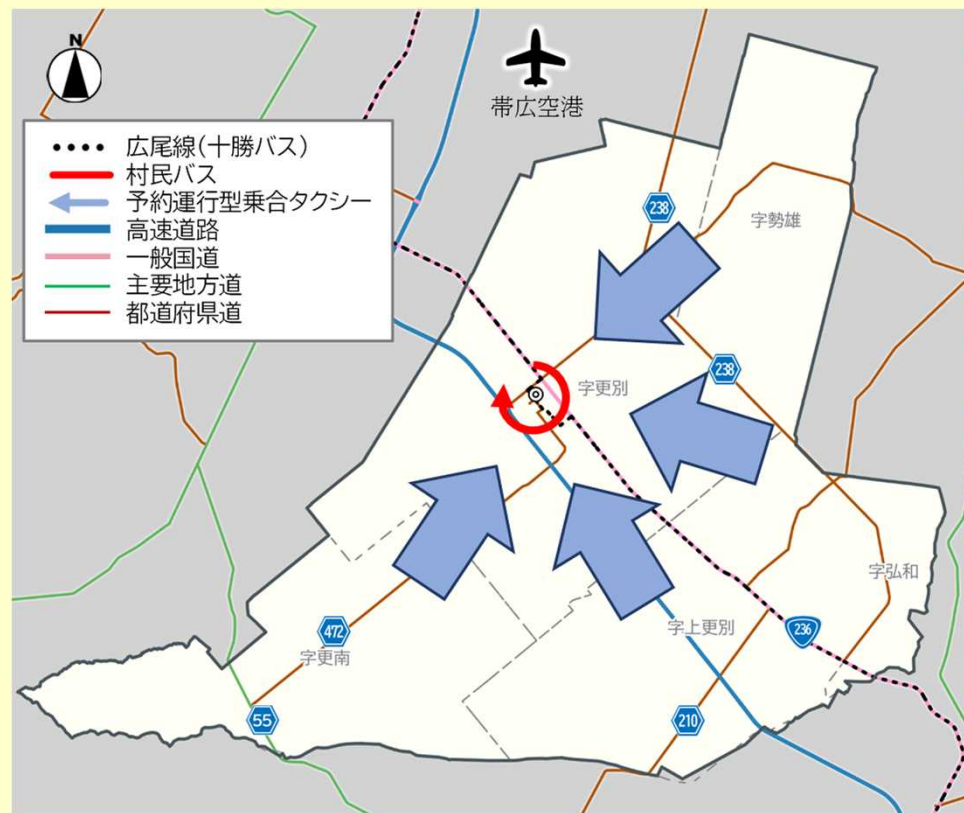 N
帯広空港
広尾線(十勝バス)
村民バス
予約運行型乗合タクシー
高速道路
一般国道
主要地方道
都道府県道
238
字勢雄
238
字更別
字弘和
字上更別
236
472
字更南
55
210